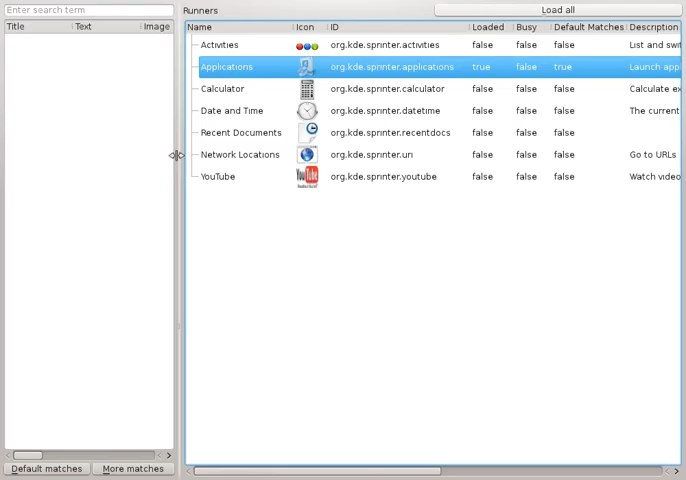 Enter search term
Runners
Load all
Title Text Image
Name Icon ID Loaded Busy Default Matches Description
Activities org.kde.sprinter.activities false false false List and swit
Applications org.kde.sprinter.applications true false true Launch appl
Calculator org.kde.sprinter.calculator false false false Calculate ex
Date and Time org.kde.sprinter.datetime false false false The current
Recent Documents org.kde.sprinter.recentdocs false false false
Network Locations org.kde.sprinter.uri false false false Go to URLs
YouTube YouTube org.kde.sprinter.youtube false false false Watch video
Default matches More matches